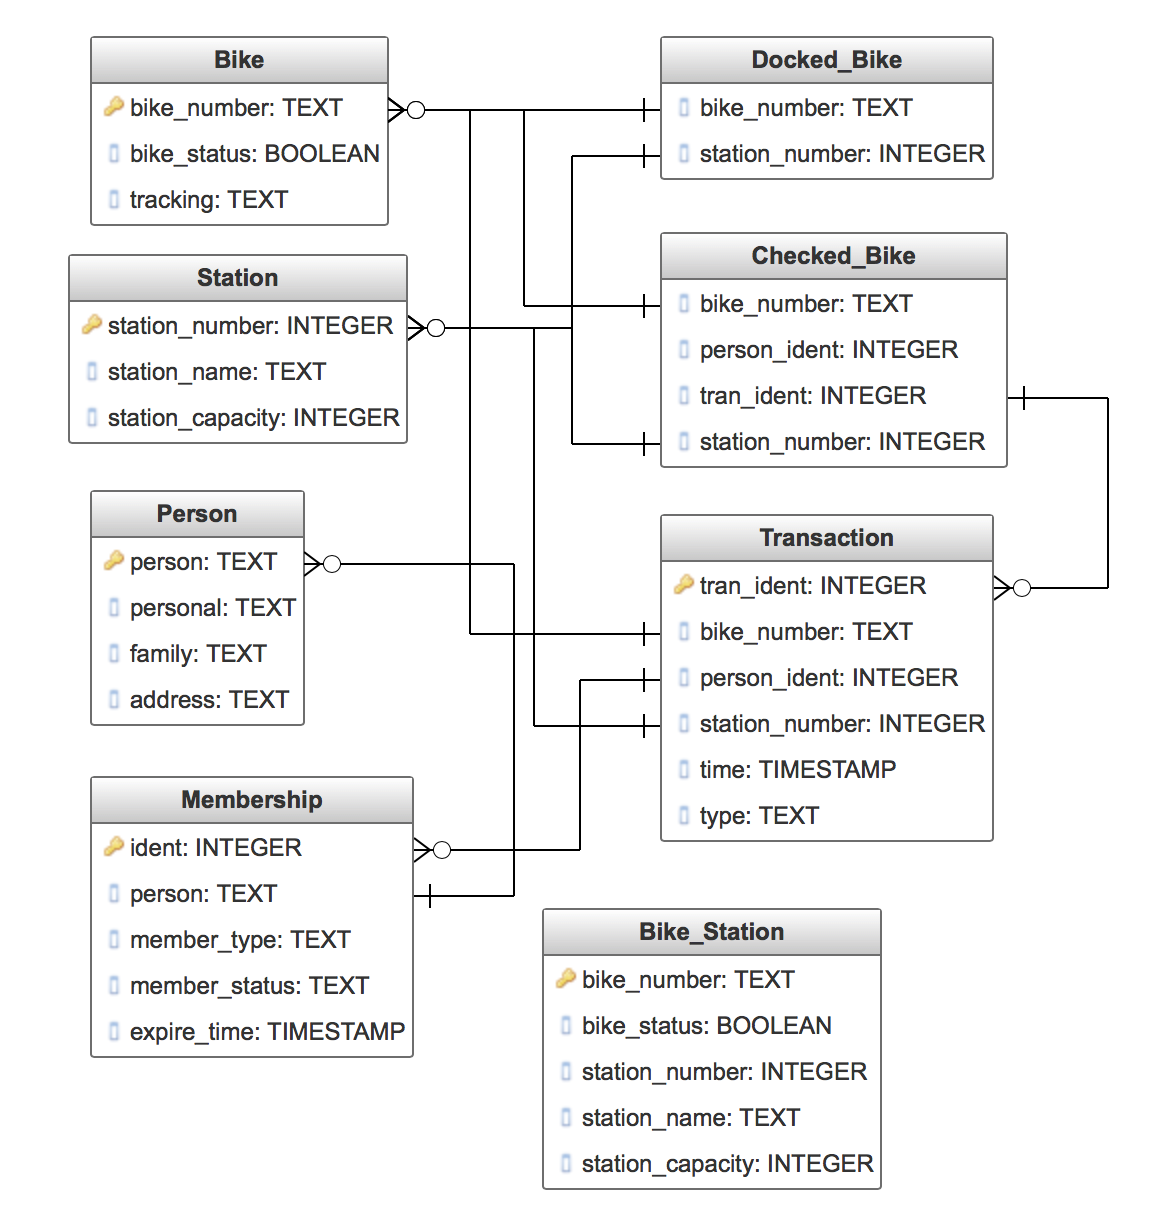 Bike
bike_number: TEXT
bike_status: BOOLEAN
tracking: TEXT
Station
station_number: INTEGER
station_name: TEXT
station_capacity: INTEGER
Person
person: TEXT
personal: TEXT
family: TEXT
address: TEXT
Membership
ident: INTEGER
person: TEXT
member_type: TEXT
member_status: TEXT
expire_time: TIMESTAMP
Docked_Bike
bike_number: TEXT
station_number: INTEGER
Checked_Bike
bike_number: TEXT
person_ident: INTEGER
tran_ident: INTEGER
station_number: INTEGER
Transaction
tran_ident: INTEGER
bike_number: TEXT
person_ident: INTEGER
station_number: INTEGER
time: TIMESTAMP
type: TEXT
Bike_Station
bike_number: TEXT
bike_status: BOOLEAN
station_number: INTEGER
station_name: TEXT
station_capacity: INTEGER